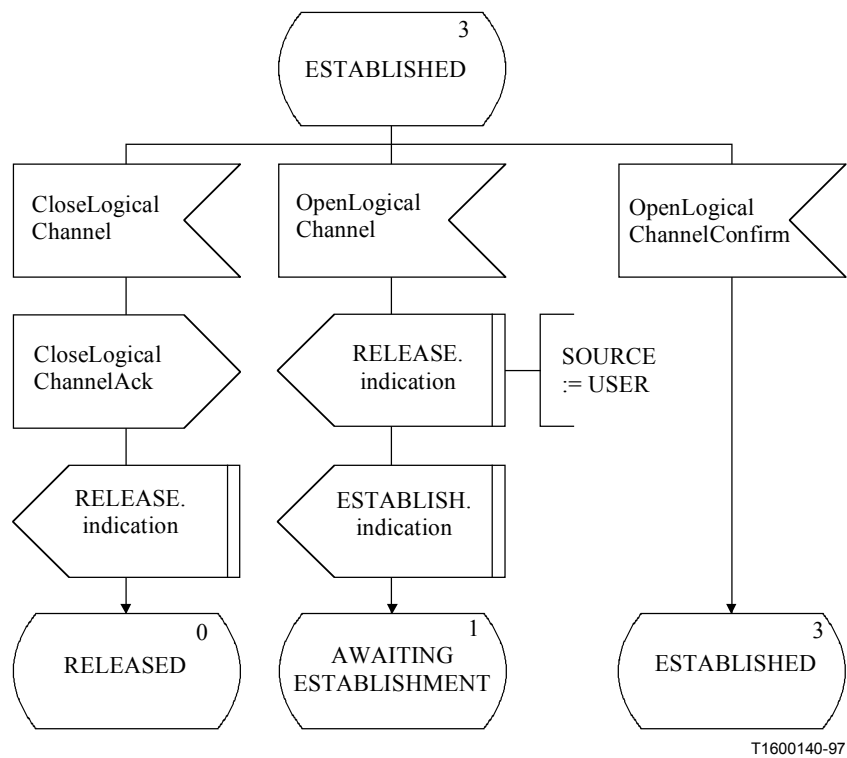 3
ESTABLISHED
CloseLogical
Channel
OpenLogical
Channel
OpenLogical
ChannelConfirm
CloseLogical
ChannelAck
RELEASE.
indication
SOURCE
:= USER
RELEASE.
indication
ESTABLISH.
indication
0
RELEASED
1
AWAITING
ESTABLISHMENT
3
ESTABLISHED
T1600140-97